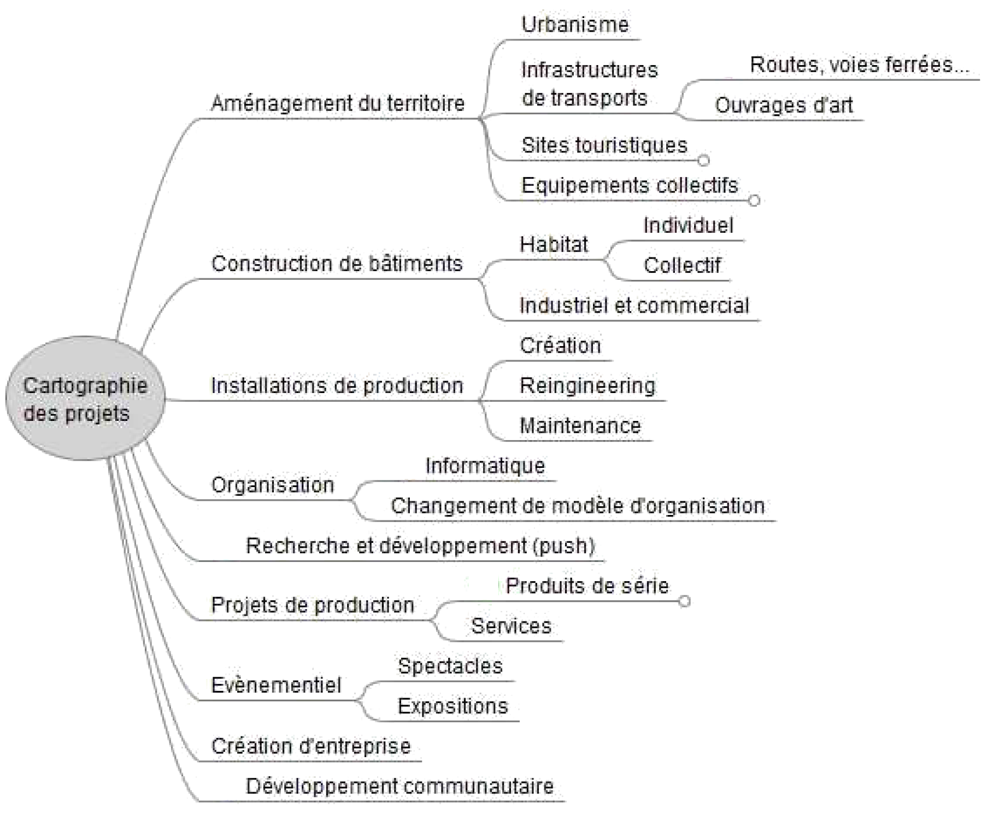 Urbanisme
Infrastructures
de transports
Routes, voies ferrées...
Ouvrages d'art
Aménagement du territoire
Sites touristiques
Equipements collectifs
Individuel
Habitat
Collectif
Construction de bâtiments
Industriel et commercial
Création
Cartographie
des projets
Installations de production
Reingineering
Maintenance
Informatique
Organisation
Changement de modèle d'organisation
Recherche et développement (push)
Produits de série
Projets de production
Services
Spectacles
Evènementiel
Expositions
Création d'entreprise
Développement communautaire